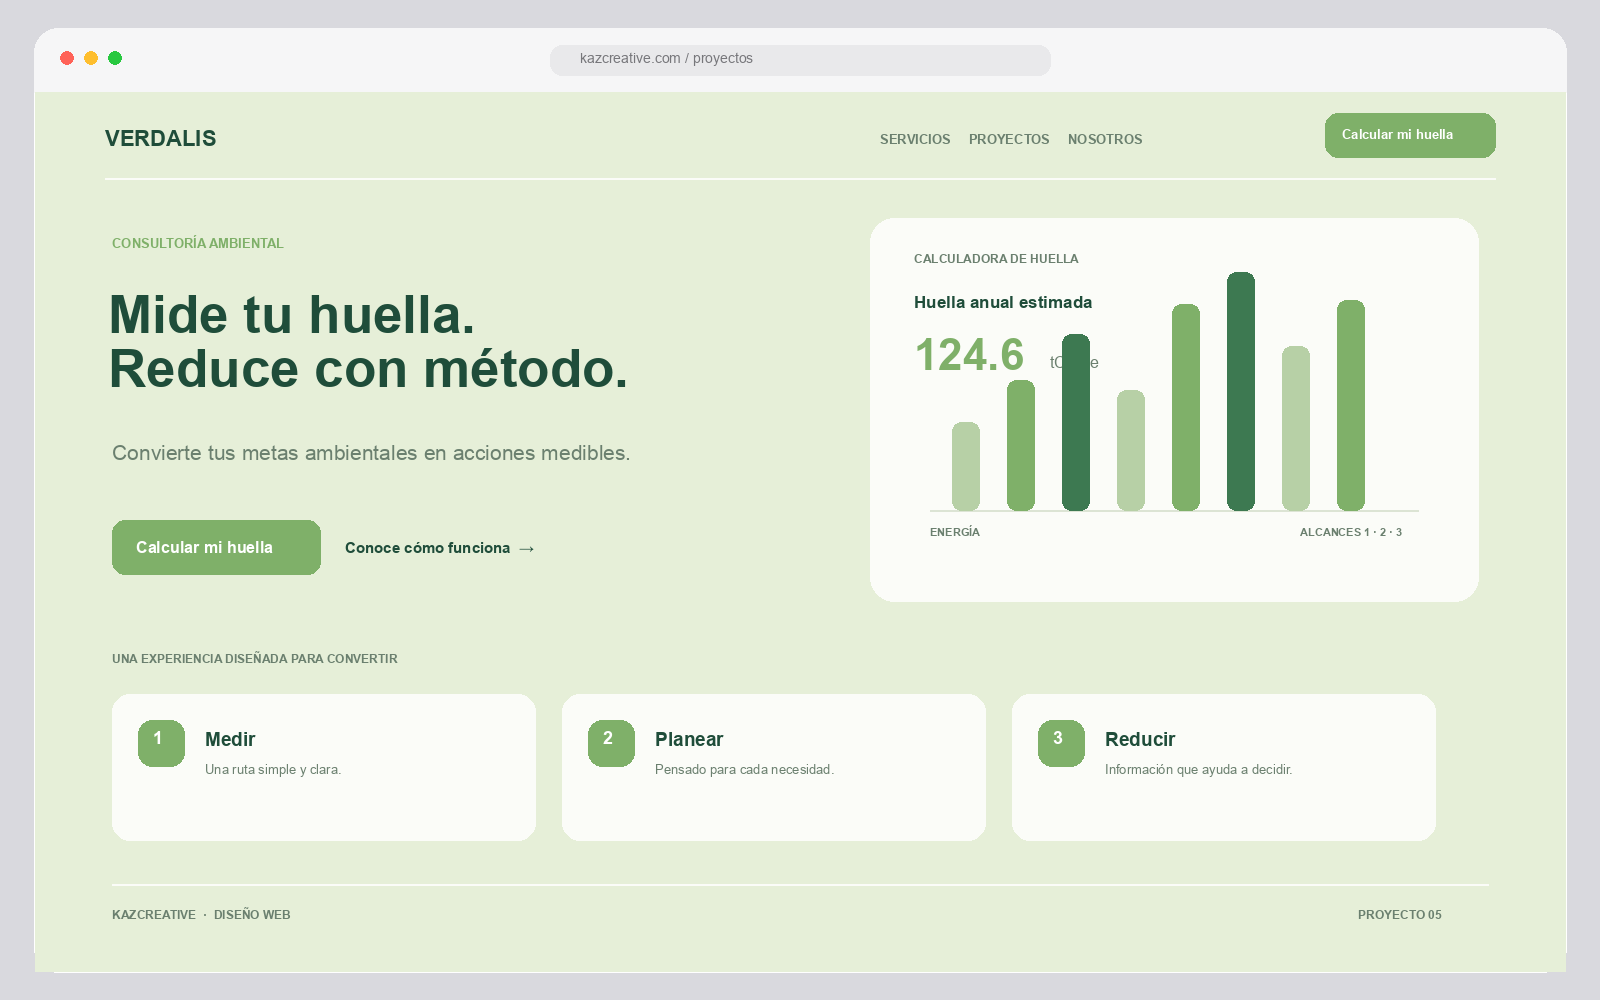 kazcreative.com / proyectos
VERDALIS
SERVICIOS PROYECTOS NOSOTROS
Calcular mi huella
CONSULTORÍA AMBIENTAL
Mide tu huella.
Reduce con método.
Convierte tus metas ambientales en acciones medibles.
Calcular mi huella
Conoce cómo funciona →
CALCULADORA DE HUELLA
Huella anual estimada
124.6
ENERGÍA
ALCANCES 1 · 2 · 3
UNA EXPERIENCIA DISEÑADA PARA CONVERTIR
1
Medir
Una ruta simple y clara.
2
Planear
Pensado para cada necesidad.
3
Reducir
Información que ayuda a decidir.
KAZCREATIVE · DISEÑO WEB
PROYECTO 05